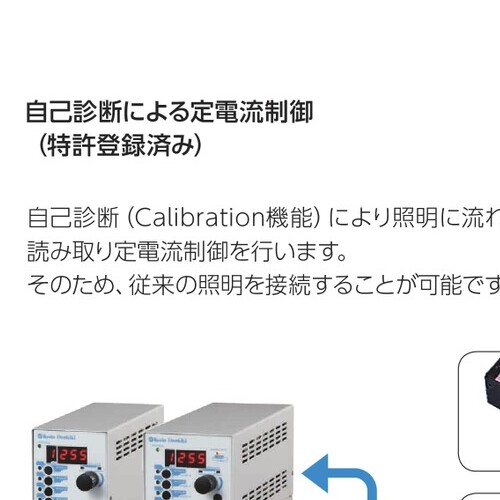 自己診断による定電流制御
（特許登録済み）
自己診断（Calibration機能）により照明に流れ
読み取り定電流制御を行います。
そのため、従来の照明を接続することが可能です
1255
1255